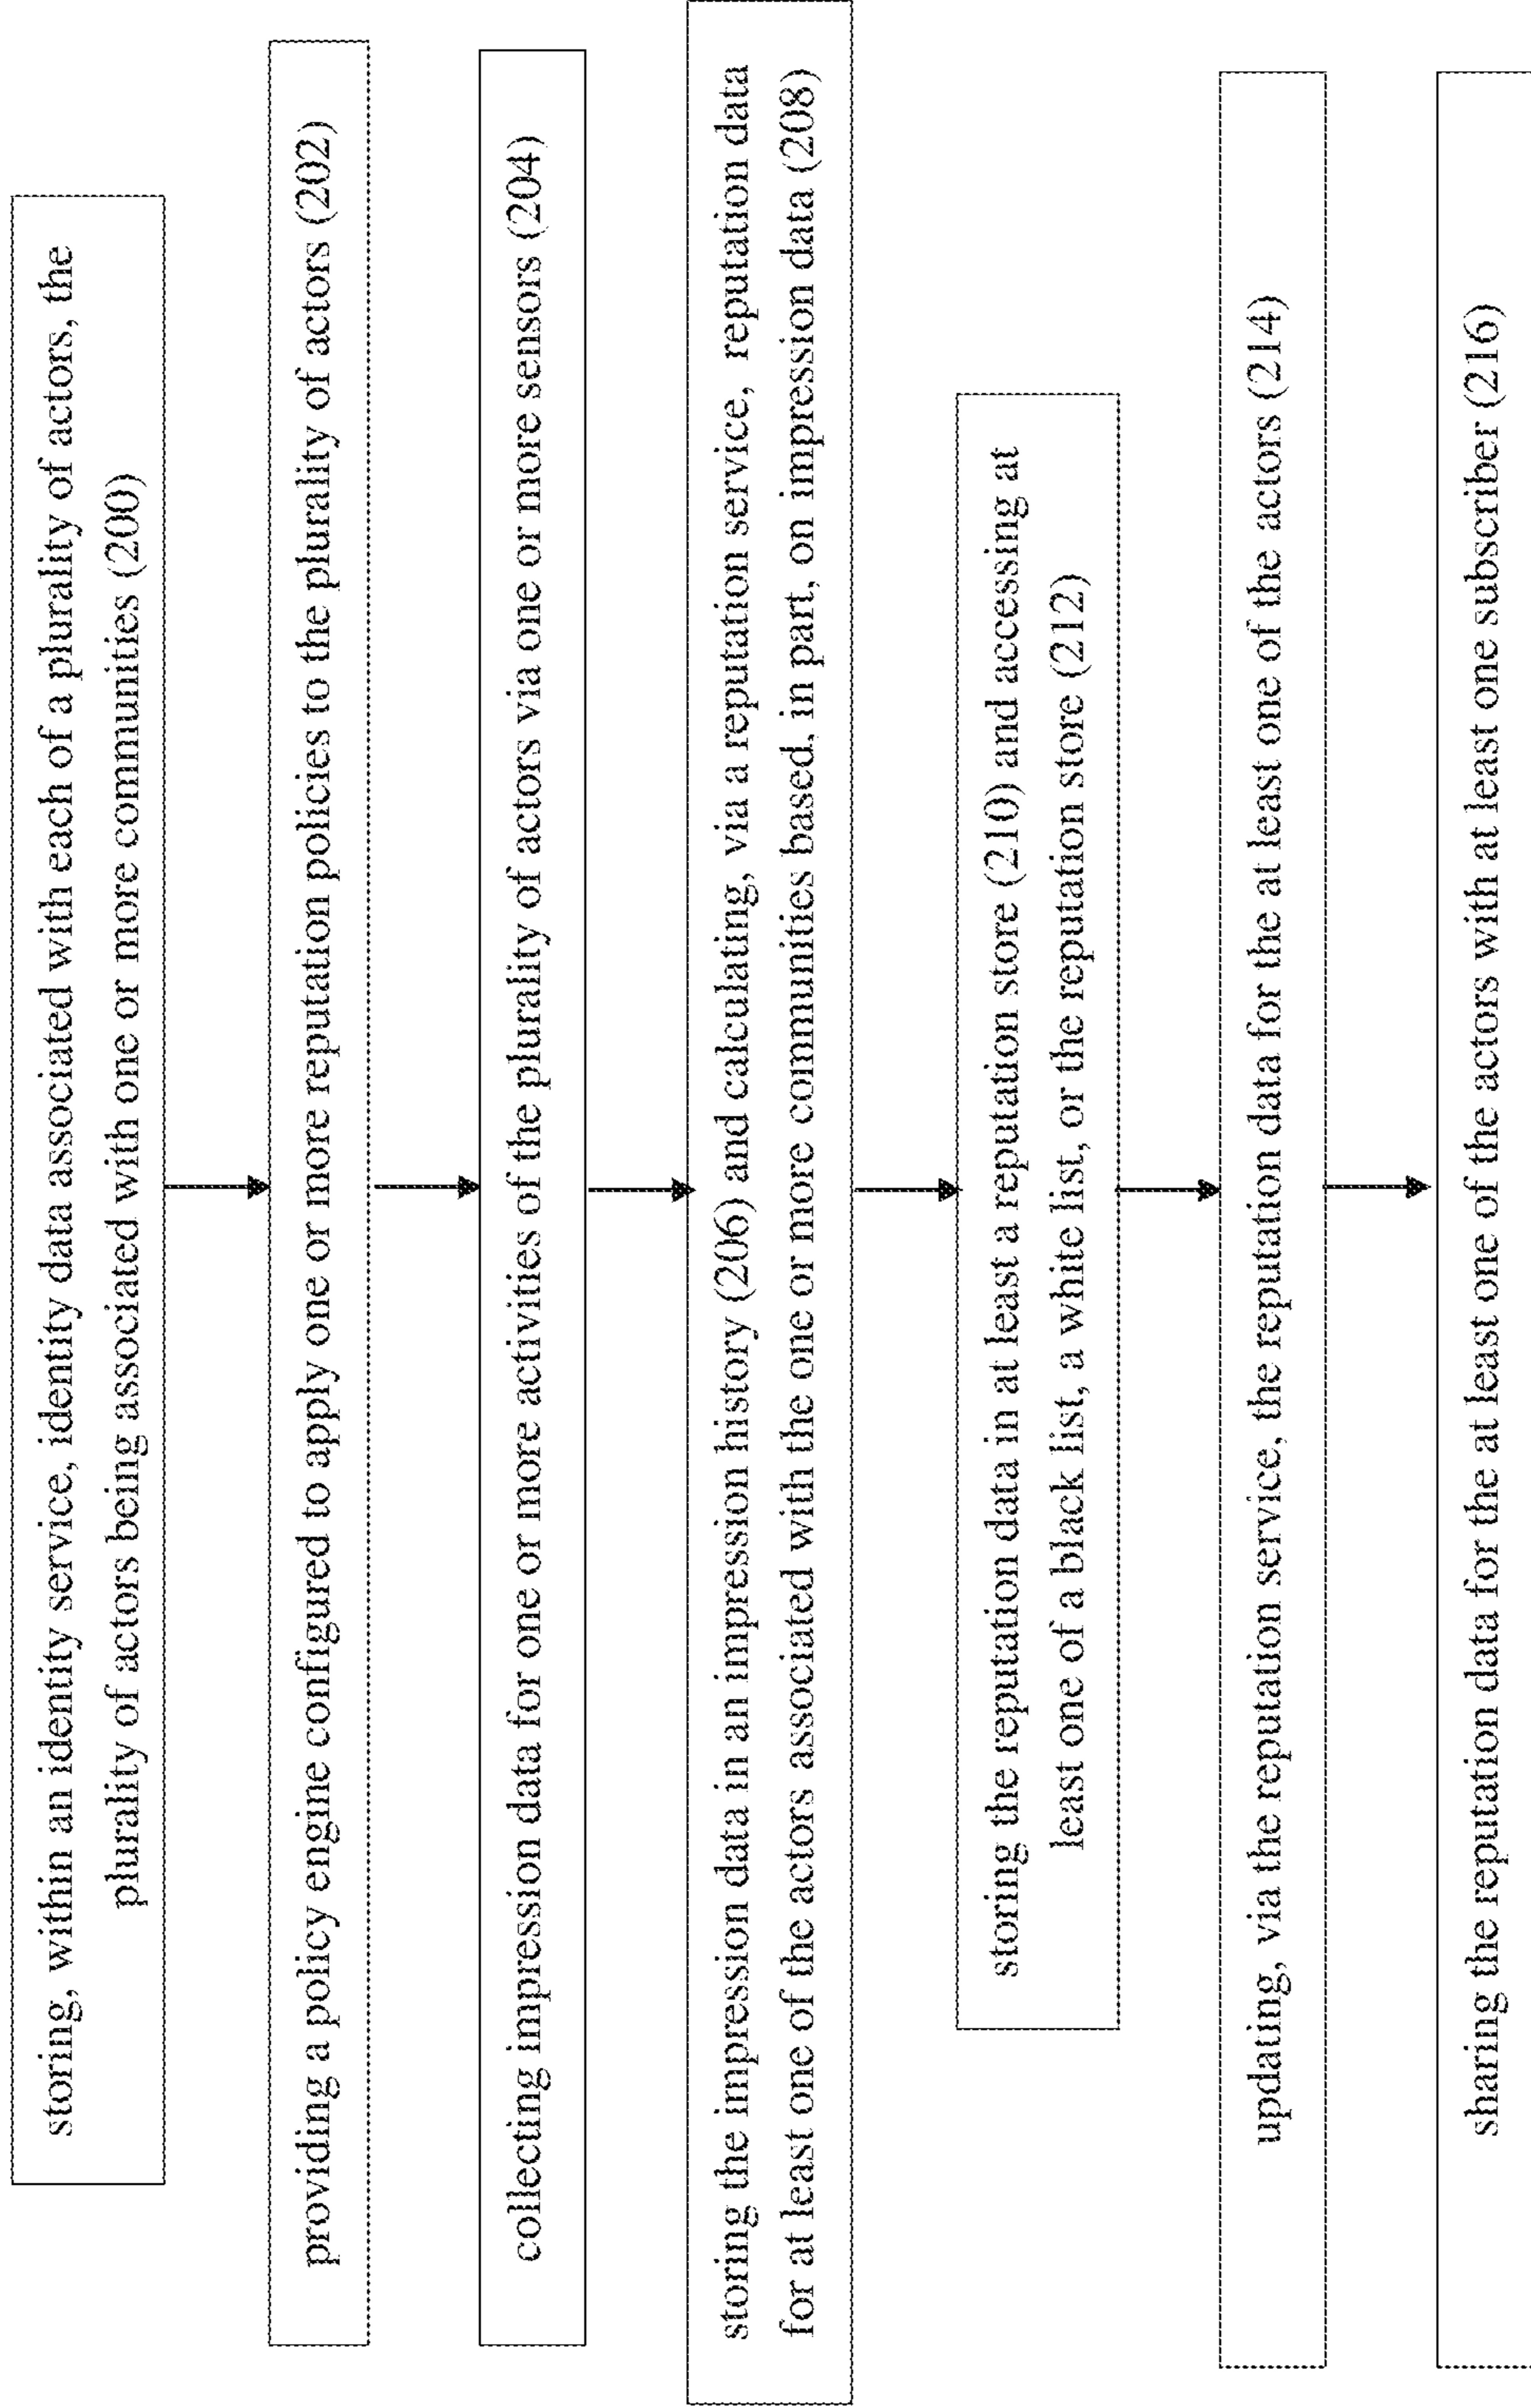 storing, within an identity service, identity data associated with each of a plurality of actors, the
plurality of actors being associated with one or more communities (200)
providing a policy engine configured to apply one or more reputation policies to the plurality of actors (202)
collecting impression data for one or more activities of the plurality of actors via one or more sensors (204)
storing the impression data in an impression history (206) and calculating, via a reputation service, reputation data
for at least one of the actors associated with the one or more communities based, in part, on impression data (208)
storing the reputation data in at least a reputation store (210) and accessing at
least one of a black list, a white list, or the reputation store (212)
updating, via the reputation service, the reputation data for the at least one of the actors (214)
sharing the reputation data for the at least one of the actors with at least one subscriber (216)